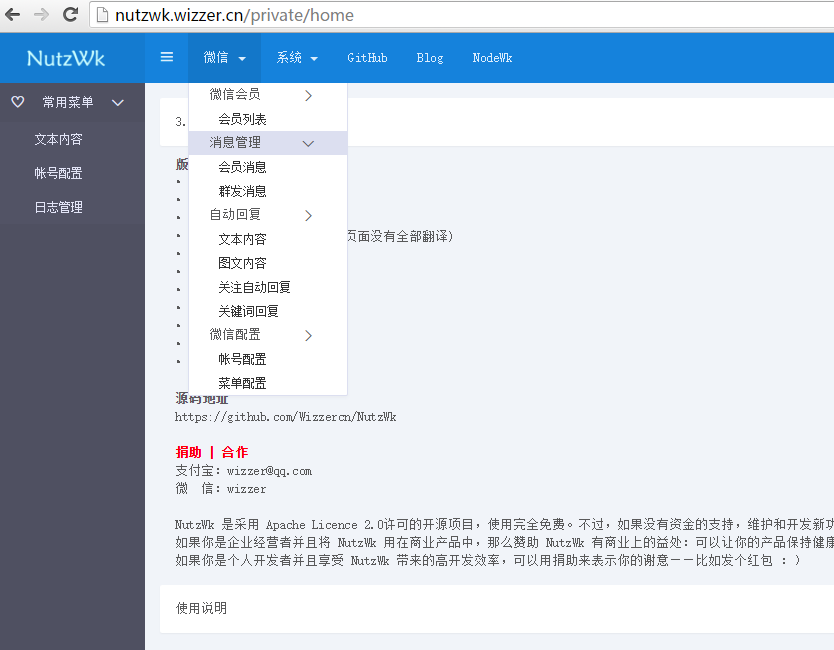 nutzwk.wizzer.cn/private/home
NutzWk
微信
系统
GitHub
Blog
NodeWk
常用菜单
文本内容
帐号配置
日志管理
微信会员
会员列表
消息管理
会员消息
群发消息
自动回复
文本内容
图文内容
关注自动回复
关键词回复
微信配置
帐号配置
菜单配置
3.
版
页面没有全部翻译)
源码地址
https://github.com/Wizzercn/NutzWk
捐助 | 合作
支付宝: wizzer@qq.com
微 信: wizzer
NutzWk 是采用 Apache Licence 2.0许可的开源项目, 使用完全免费。不过, 如果没有资金的支持, 维护和开发新功
如果你是企业经营者并且将 NutzWk 用在商业产品中, 那么赞助 NutzWk 有商业上的益处: 可以让你的产品保持健康
如果你是个人开发者并且享受 NutzWk 带来的高开发效率, 可以用捐助来表示你的谢意——比如发个红包 : )
使用说明